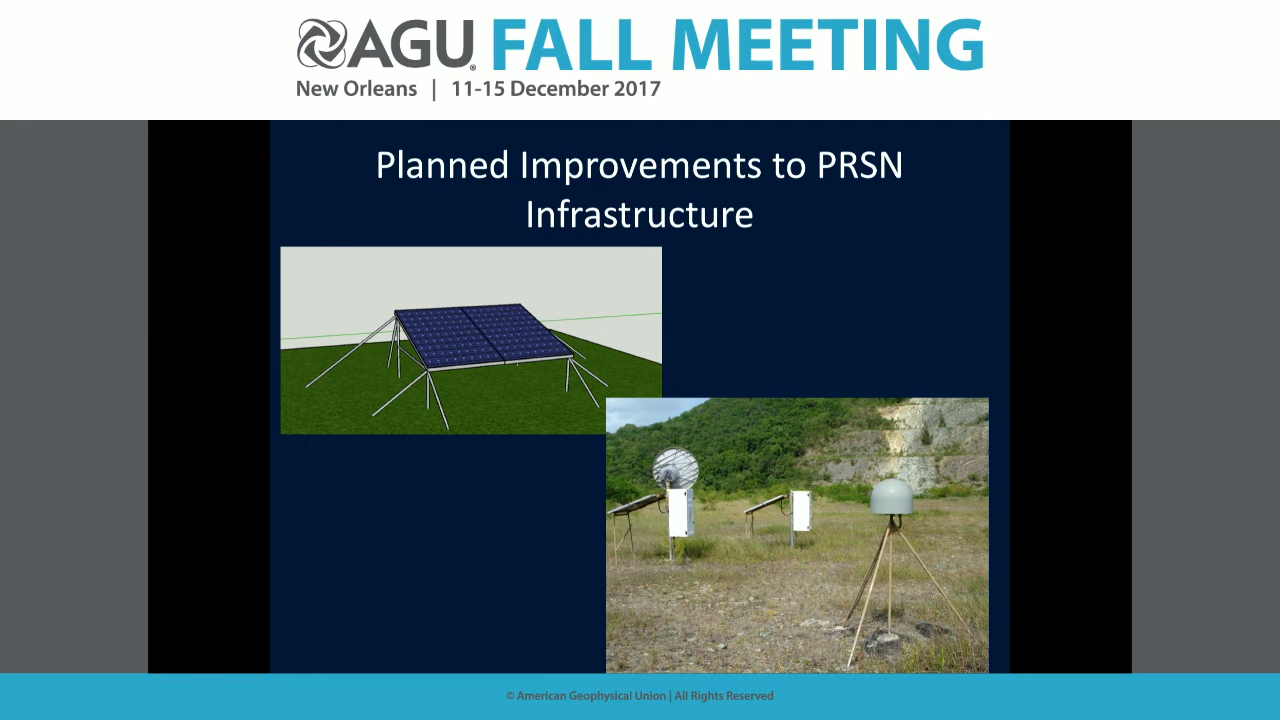 AGU FALL MEETING
New Orleans | 11-15 December 2017
Planned Improvements to PRSN
Infrastructure
© American Geophysical Union | All Rights Reserved